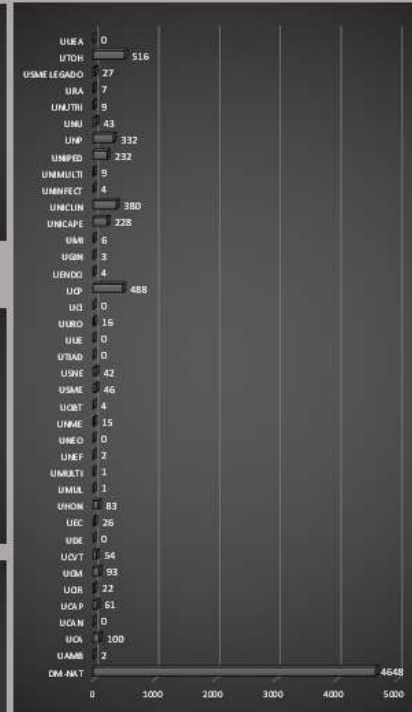 UUEA 0
UTOH 516
USME LEGADO 27
URA 7
UNUTRI 9
UNU 43
UNP 332
UNIPED 232
UNIMULTI 9
UNINFECT 4
UNICLIN 380
UNICAPE 228
UMI 6
UGIN 3
UENDO 4
UCP 488
UCI 0
UURO 16
UUE 0
UTIAD 0
USNE 42
USME 46
UOBT 4
UNME 15
UNEO 0
UNEF 2
UMULTI 1
UMUL 1
UHON 83
UEC 26
UDE 0
UCVT 54
UCM 93
UCIR 22
UCAP 61
UCAN 0
UCA 100
UAMB 2
DM-NAT 4648
0 1000 2000 3000 4000 5000